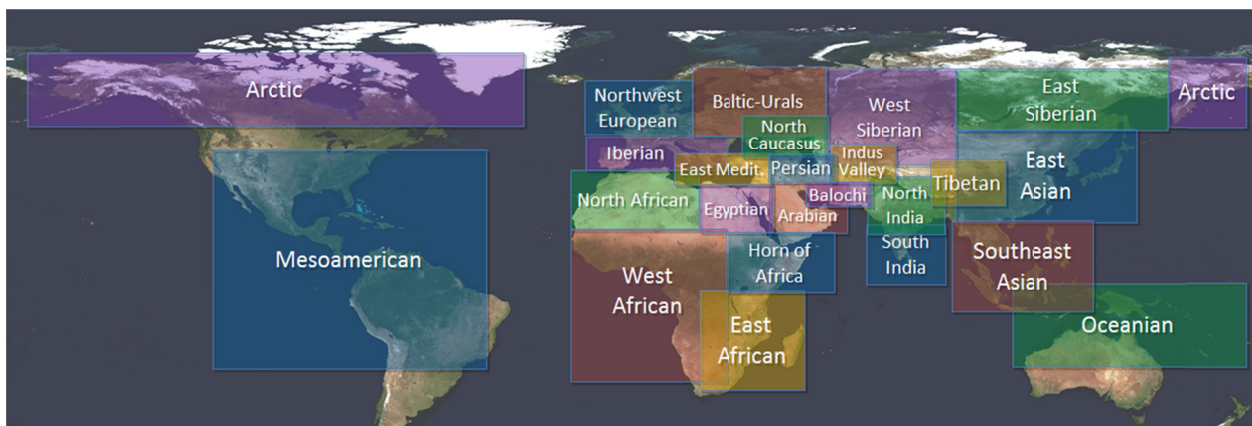 Arctic
Northwest
European
Baltic-Urals
North
Caucasus
West
Siberian
East
Siberian
Arctic
Iberian
East Medit.
Persian
Indus
Valley
East
Asian
Tibetan
North African
Egyptian
Arabian
Balochi
North
India
Mesoamerican
West
African
Horn of
Africa
South
India
Southeast
Asian
East
African
Oceanian